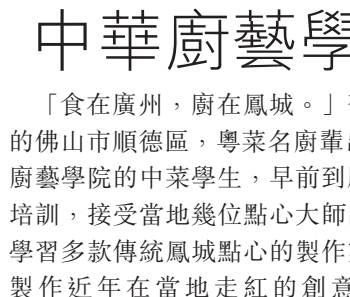 中華廚藝學
「食在廣州，廚在鳳城。」
的佛山市順德區，粵菜名廚輩
廚藝學院的中菜學生，早前到
培訓，接受當地幾位點心大師
學習多款傳統鳳城點心的製作
製作近年在當地走紅的創意